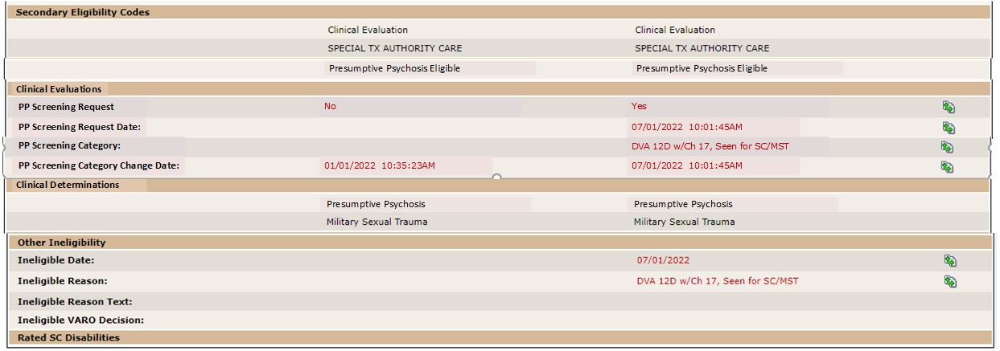 Secondary Eligibility Codes
Clinical Evaluation Clinical Evaluation
SPECIAL TX AUTHORITY CARE SPECIAL TX AUTHORITY CARE
Presumptive Psychosis Eligible Presumptive Psychosis Eligible
Clinical Evaluations
PP Screening Request No Yes
PP Screening Request Date: 07/01/2022 10:01:45AM
PP Screening Category: DVA 12D w/Ch 17, Seen for SC/MST
PP Screening Category Change Date: 01/01/2022 10:35:23AM 07/01/2022 10:01:45AM
Clinical Determinations
Presumptive Psychosis Presumptive Psychosis
Military Sexual Trauma Military Sexual Trauma
Other Ineligibility
Ineligible Date: 07/01/2022
Ineligible Reason: DVA 12D w/Ch 17, Seen for SC/MST
Ineligible Reason Text:
Ineligible VARO Decision:
Rated SC Disabilities